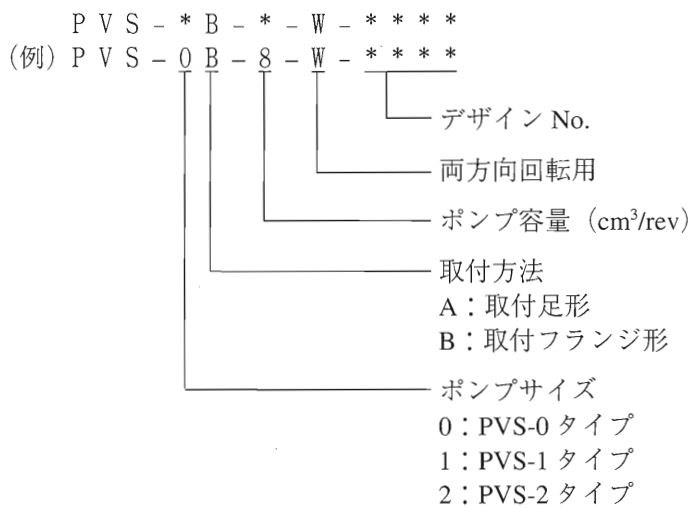 PVS-*B-*-W-****
(例) PVS-0B-8-W-****
デザイン No.
両方向回転用
ポンプ容量（cm³/rev）
取付方法
A：取付足形
B：取付フランジ形
ポンプサイズ
0：PVS-0 タイプ
1：PVS-1 タイプ
2：PVS-2 タイプ